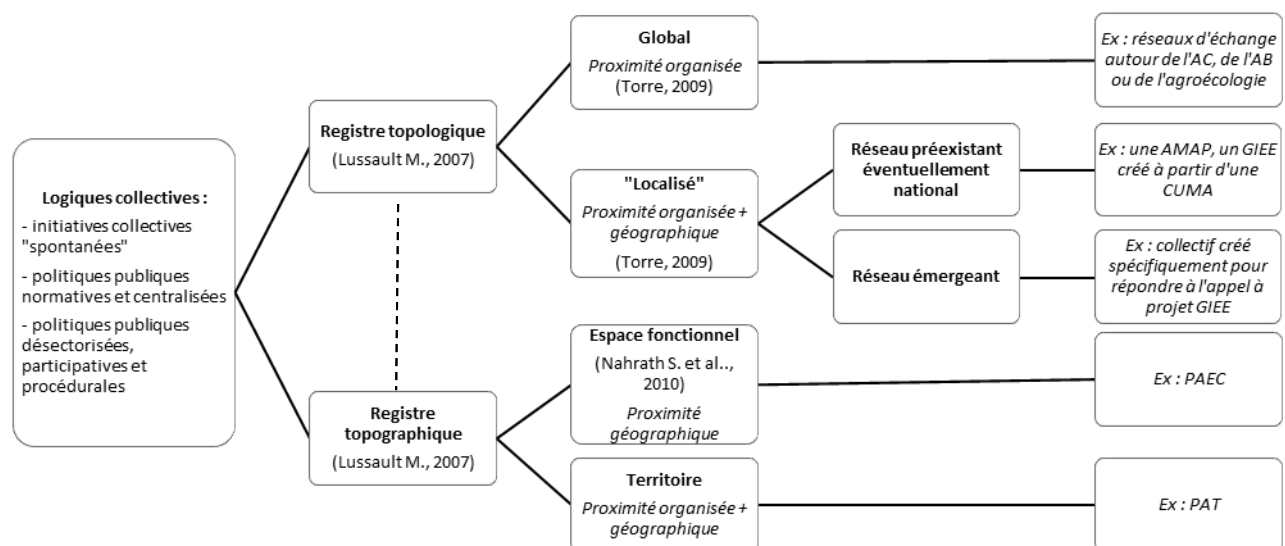 Logiques collectives :
- initiatives collectives
"spontanées"
- politiques publiques
normatives et centralisées
- politiques publiques
désectorisées,
participatives et
procédurales
Registre topologique
(Lussault M., 2007)
Registre
topographique
(Lussault M., 2007)
Global
Proximité organisée
(Torre, 2009)
"Localisé"
Proximité organisée +
géographique
(Torre, 2009)
Espace fonctionnel
(Nahrath S. et al..,
2010)
Proximité
géographique
Territoire
Proximité organisée +
géographique
Réseau préexistant
éventuellement
national
Réseau émergeant
Ex : réseaux d'échange
autour de l'AC, de l'AB
ou de l'agroécologie
Ex : une AMAP, un GIEE
créé à partir d'une
CUMA
Ex : collectif créé
spécifiquement pour
répondre à l'appel à
projet GIEE
Ex : PAEC
Ex : PAT